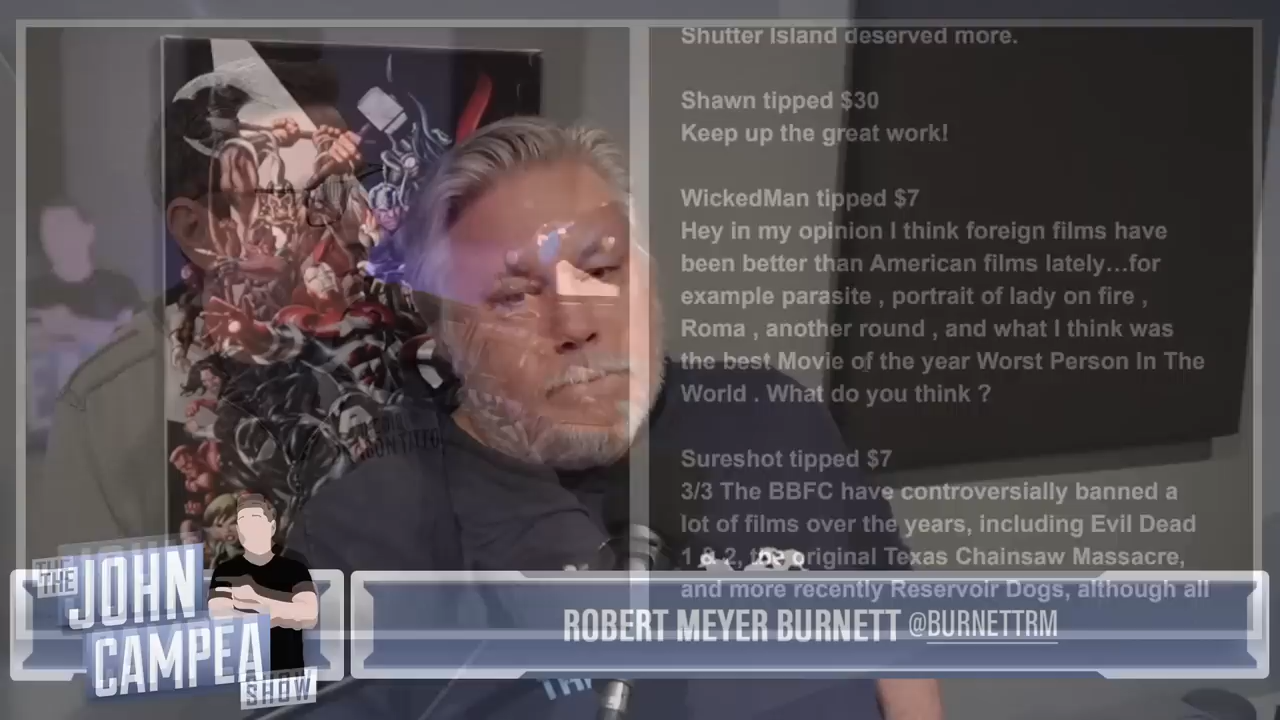 Shutter Island deserved more.
Shawn tipped $30
Keep up the great work!
WickedMan tipped $7
Hey in my opinion I think foreign films have
been better than American films lately...for
example parasite , portrait of lady on fire ,
Roma , another round , and what I think was
the best Movie of the year Worst Person In The
World . What do you think ?
Sureshot tipped $7
3/3 The BBFC have controversially banned a
lot of films over the years, including Evil Dead
1 & 2, the original Texas Chainsaw Massacre,
and more recently Reservoir Dogs, although all
THE
JOHN
CAMPEA
SHOW
ROBERT MEYER BURNETT @BURNETTRM